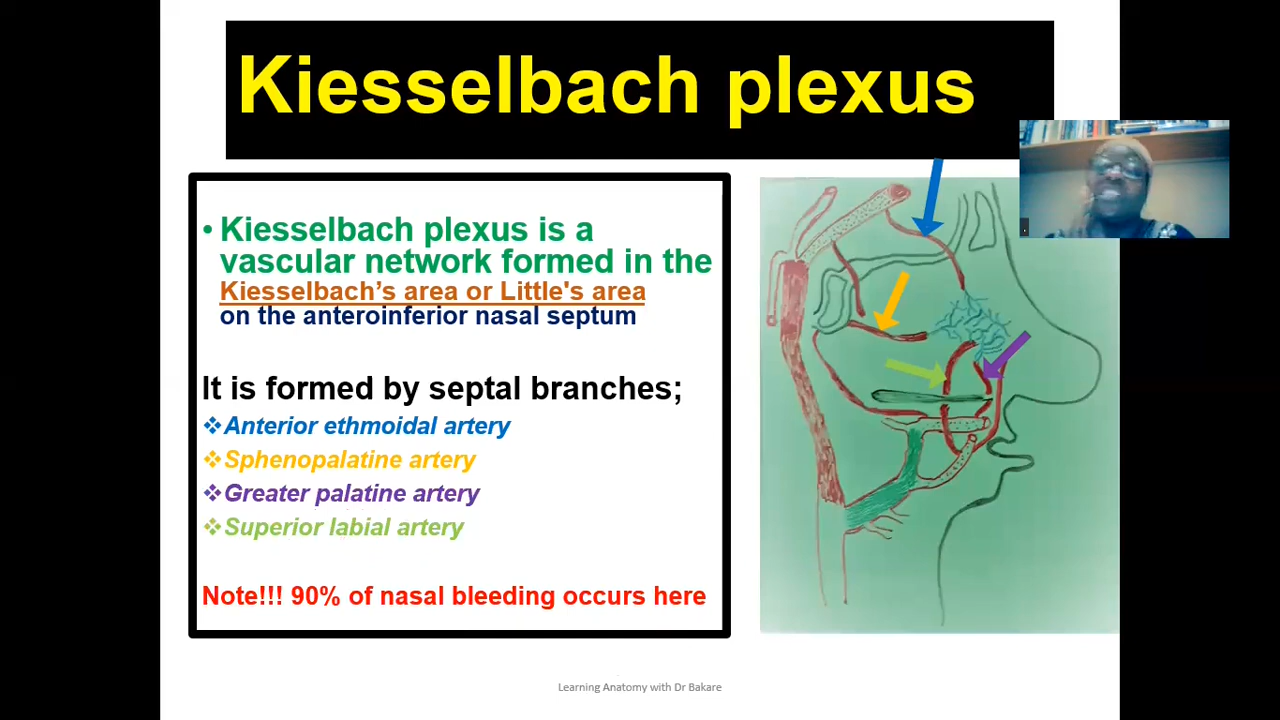 Kiesselbach plexus
• Kiesselbach plexus is a
vascular network formed in the
Kiesselbach’s area or Little's area
on the anteroinferior nasal septum
It is formed by septal branches;
❖Anterior ethmoidal artery
❖Sphenopalatine artery
❖Greater palatine artery
❖Superior labial artery
Note!!! 90% of nasal bleeding occurs here
Learning Anatomy with Dr Bakare